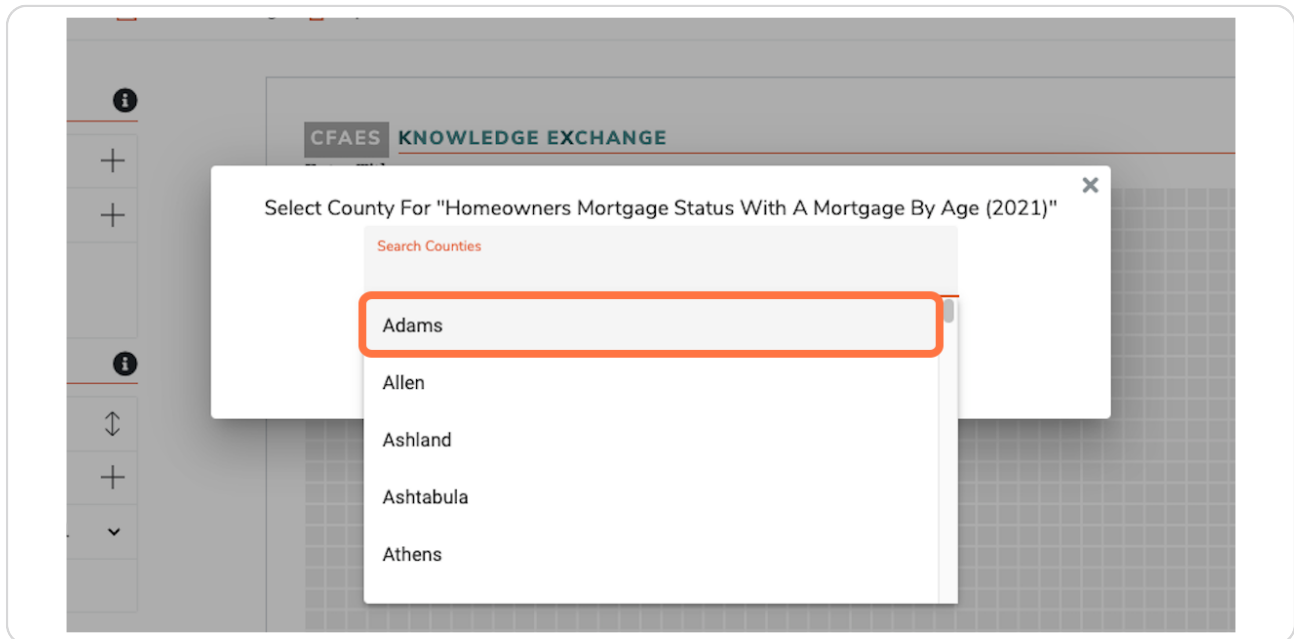 CFAES KNOWLEDGE EXCHANGE
Select County For "Homeowners Mortgage Status With A Mortgage By Age (2021)"
Search Counties
Adams
Allen
Ashland
Ashtabula
Athens